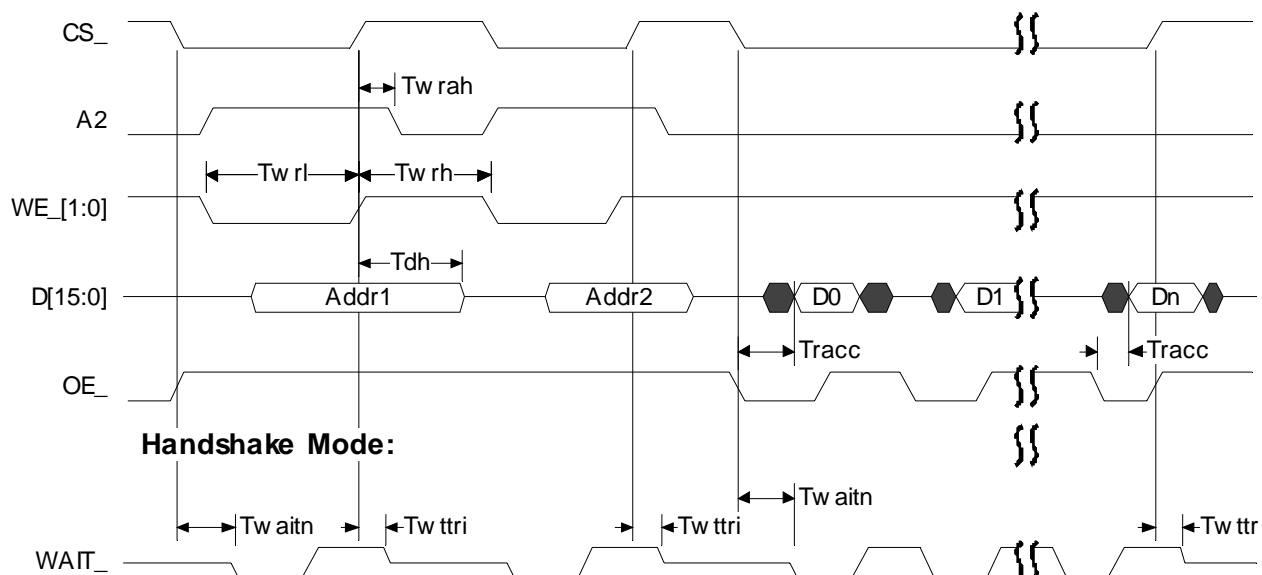 CS_
Tw rah
A2
Tw rl
Tw rh
WE_[1:0]
Tdh
D[15:0]
Addr1
Addr2
D0
D1
Dn
Tracc
Tracc
OE_
Handshake Mode:
Tw aitn
Tw aitn
Tw ttri
Tw ttri
Tw ttr
WAIT_